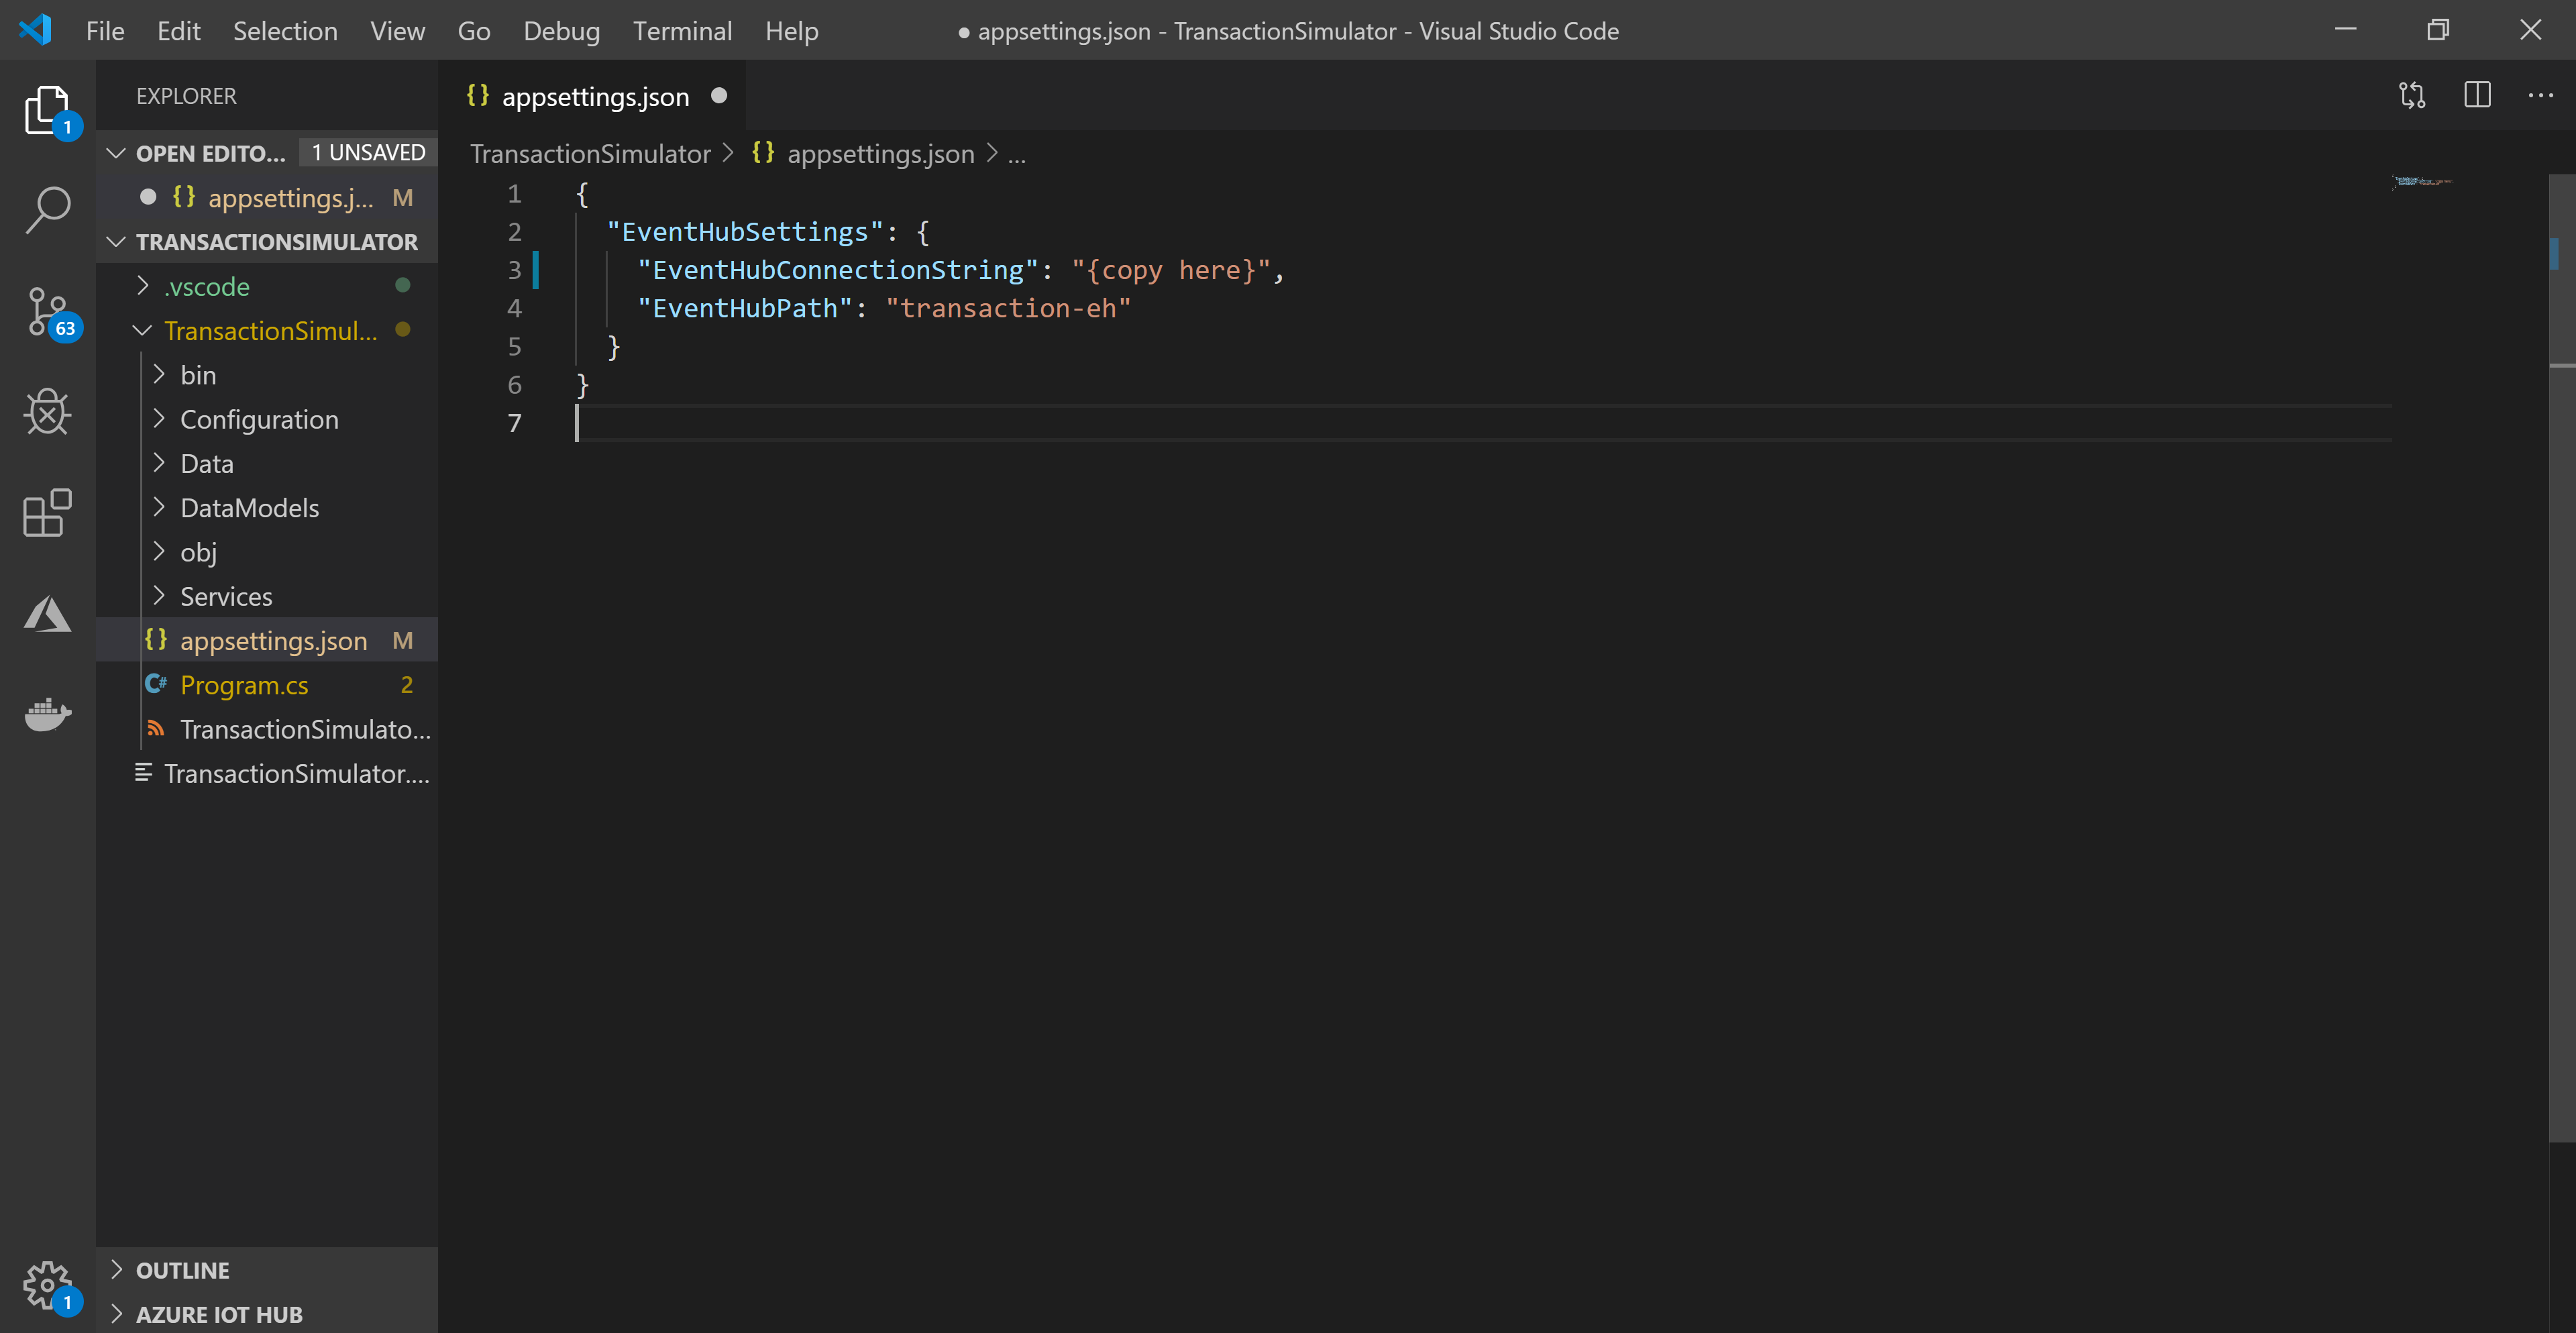 File Edit Selection View Go Debug Terminal Help
● appsettings.json - TransactionSimulator - Visual Studio Code
EXPLORER
1
OPEN EDITO... 1 UNSAVED
{} appsettings.j... M
TRANSACTIONSIMULATOR
.vscode
63
TransactionSimul...
bin
Configuration
Data
DataModels
obj
Services
{} appsettings.json M
C# Program.cs 2
TransactionSimulato...
TransactionSimulator....
OUTLINE
1
AZURE IOT HUB
{} appsettings.json
TransactionSimulator > {} appsettings.json > ...
1 {
2 "EventHubSettings": {
3 "EventHubConnectionString": "{copy here}",
4 "EventHubPath": "transaction-eh"
5 }
6 }
7